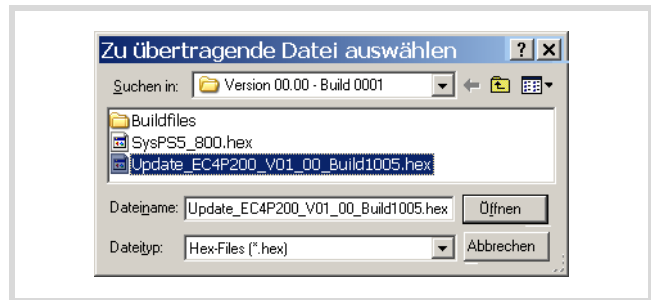 Zu übertragende Datei auswählen
Suchen in: Version 00.00 - Build 0001
Buildfiles
SysPS5_800.hex
Update_EC4P200_V01_00_Build1005.hex
Dateiname: Update_EC4P200_V01_00_Build1005.hex Öffnen
Dateityp: Hex-Files (*.hex) Abbrechen